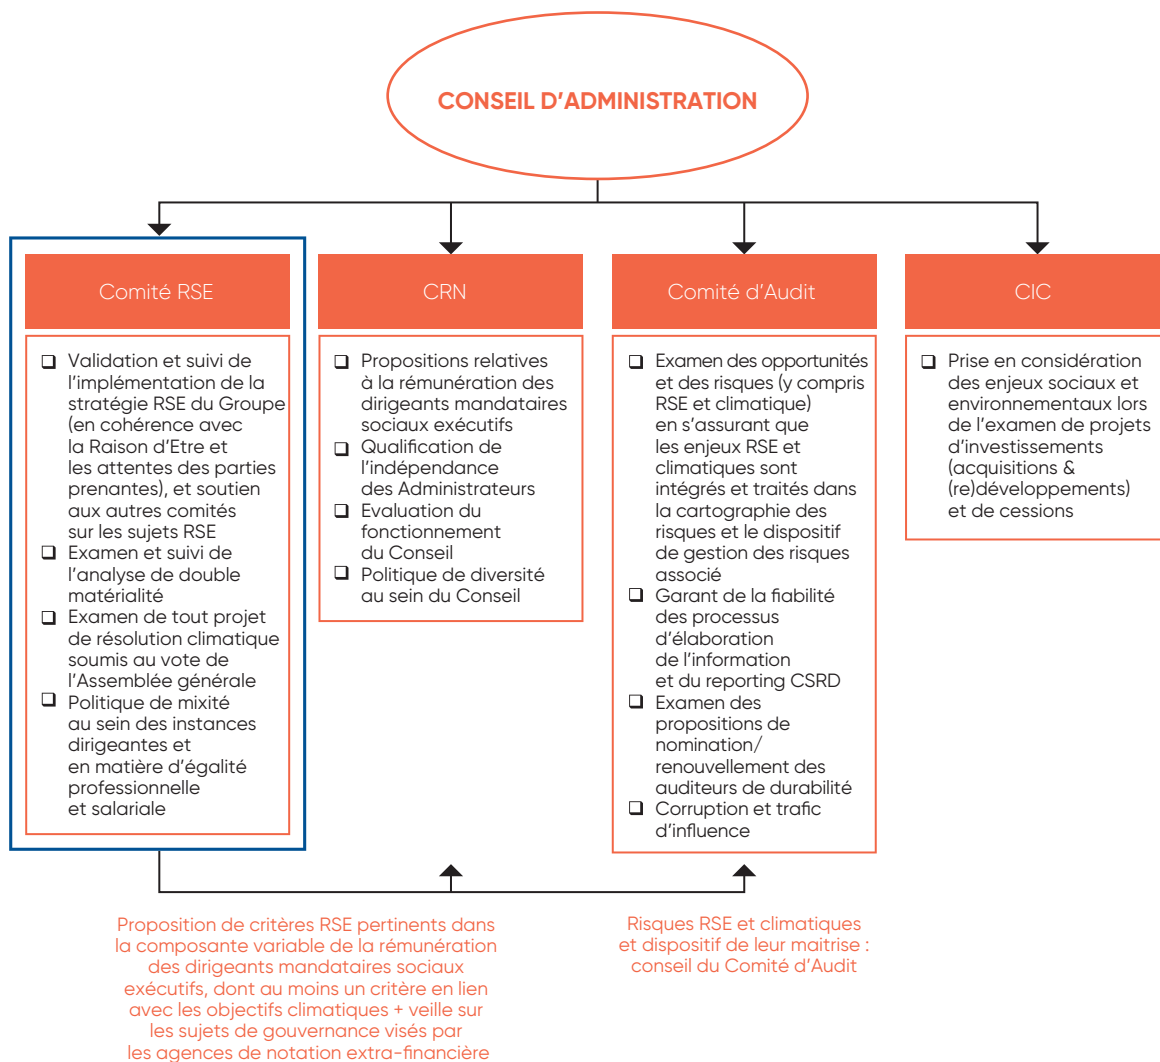 CONSEIL D'ADMINISTRATION
Comité RSE
❑ Validation et suivi de
l'implémentation de la
stratégie RSE du Groupe
(en cohérence avec
la Raison d'Etre et
les attentes des parties
prenantes), et soutien
aux autres comités
sur les sujets RSE
❑ Examen et suivi de
l'analyse de double
matérialité
❑ Examen de tout projet
de résolution climatique
soumis au vote de
l'Assemblée générale
❑ Politique de mixité
au sein des instances
dirigeantes et
en matière d'égalité
professionnelle
et salariale
CRN
❑ Propositions relatives
à la rémunération des
dirigeants mandataires
sociaux exécutifs
❑ Qualification de
l'indépendance
des Administrateurs
❑ Evaluation du
fonctionnement
du Conseil
❑ Politique de diversité
au sein du Conseil
Comité d'Audit
❑ Examen des opportunités
et des risques (y compris
RSE et climatique)
en s'assurant que
les enjeux RSE et
climatiques sont
intégrés et traités dans
la cartographie des
risques et le dispositif
de gestion des risques
associé
❑ Garant de la fiabilité
des processus
d'élaboration
de l'information
et du reporting CSRD
❑ Examen des
propositions de
nomination/
renouvellement des
auditeurs de durabilité
❑ Corruption et trafic
d'influence
CIC
❑ Prise en considération
des enjeux sociaux et
environnementaux lors
de l'examen de projets
d'investissements
(acquisitions &
(re)développements)
et de cessions
Proposition de critères RSE pertinents dans
la composante variable de la rémunération
des dirigeants mandataires sociaux
exécutifs, dont au moins un critère en lien
avec les objectifs climatiques + veille sur
les sujets de gouvernance visés par
les agences de notation extra-financière
Risques RSE et climatiques
et dispositif de leur maitrise :
conseil du Comité d'Audit